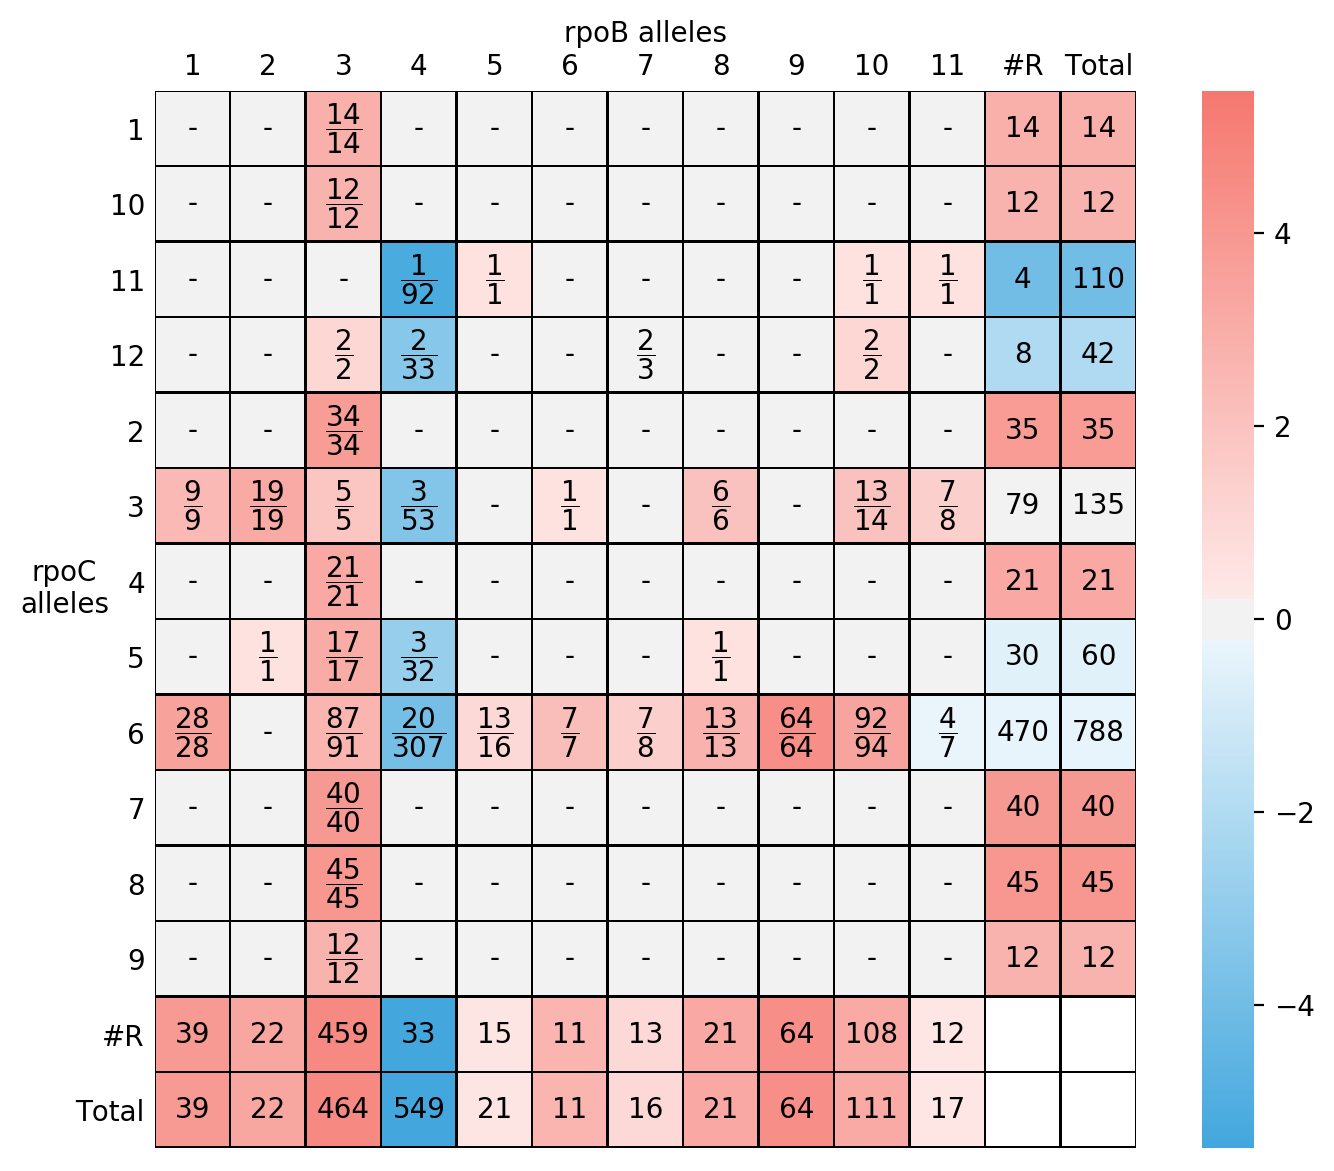 rpoB alleles
1 2 3 4 5 6 7 8 9 10 11 #R Total
1 - - 14/14 - - - - - - - - 14 14
10 - - 12/12 - - - - - - - - 12 12
11 - - - 1/92 1/1 - - - - 1/1 1/1 4 110
12 - - 2/2 2/33 - - 2/3 - - 2/2 - 8 42
2 - - 34/34 - - - - - - - - 35 35
3 9/9 19/19 5/5 3/53 - 1/1 - 6/6 - 13/14 7/8 79 135
rpoC
alleles
4 - - 21/21 - - - - - - - - 21 21
5 - 1/1 17/17 3/32 - - - 1/1 - - - 30 60
6 28/28 - 87/91 20/307 13/16 7/7 7/8 13/13 64/64 92/94 4/7 470 788
7 - - 40/40 - - - - - - - - 40 40
8 - - 45/45 - - - - - - - - 45 45
9 - - 12/12 - - - - - - - - 12 12
#R 39 22 459 33 15 11 13 21 64 108 12
Total 39 22 464 549 21 11 16 21 64 111 17
4
2
0
−2
−4